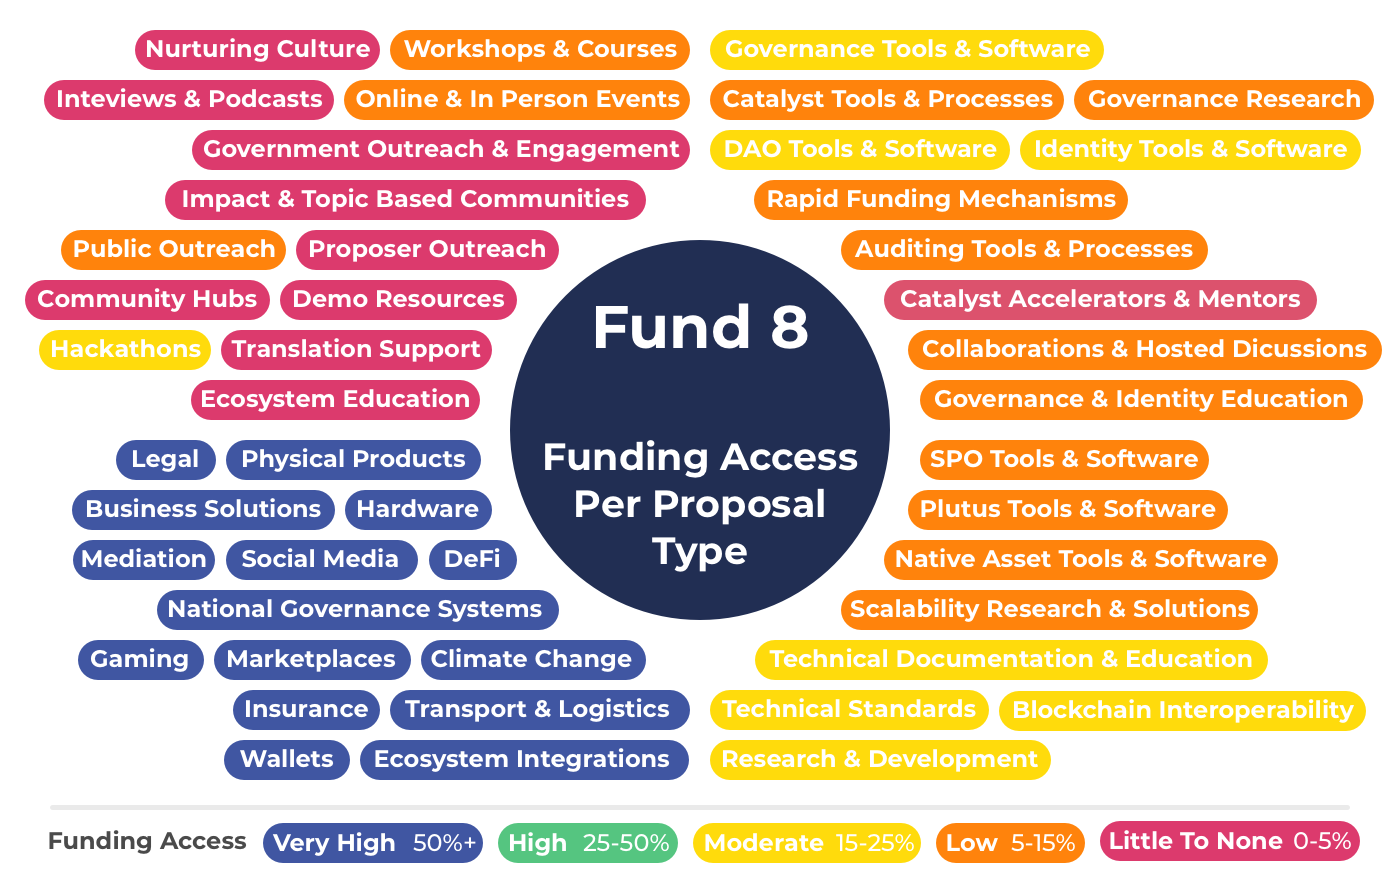 Nurturing Culture
Workshops & Courses
Inteviews & Podcasts
Online & In Person Events
Government Outreach & Engagement
Impact & Topic Based Communities
Public Outreach
Proposer Outreach
Community Hubs
Demo Resources
Hackathons
Translation Support
Ecosystem Education
Legal
Physical Products
Business Solutions
Hardware
Mediation
Social Media
DeFi
National Governance Systems
Gaming
Marketplaces
Climate Change
Insurance
Transport & Logistics
Wallets
Ecosystem Integrations
Fund 8
Funding Access
Per Proposal
Type
Governance Tools & Software
Catalyst Tools & Processes
Governance Research
DAO Tools & Software
Identity Tools & Software
Rapid Funding Mechanisms
Auditing Tools & Processes
Catalyst Accelerators & Mentors
Collaborations & Hosted Dicussions
Governance & Identity Education
SPO Tools & Software
Plutus Tools & Software
Native Asset Tools & Software
Scalability Research & Solutions
Technical Documentation & Education
Technical Standards
Blockchain Interoperability
Research & Development
Funding Access
Very High 50%+
High 25-50%
Moderate 15-25%
Low 5-15%
Little To None 0-5%